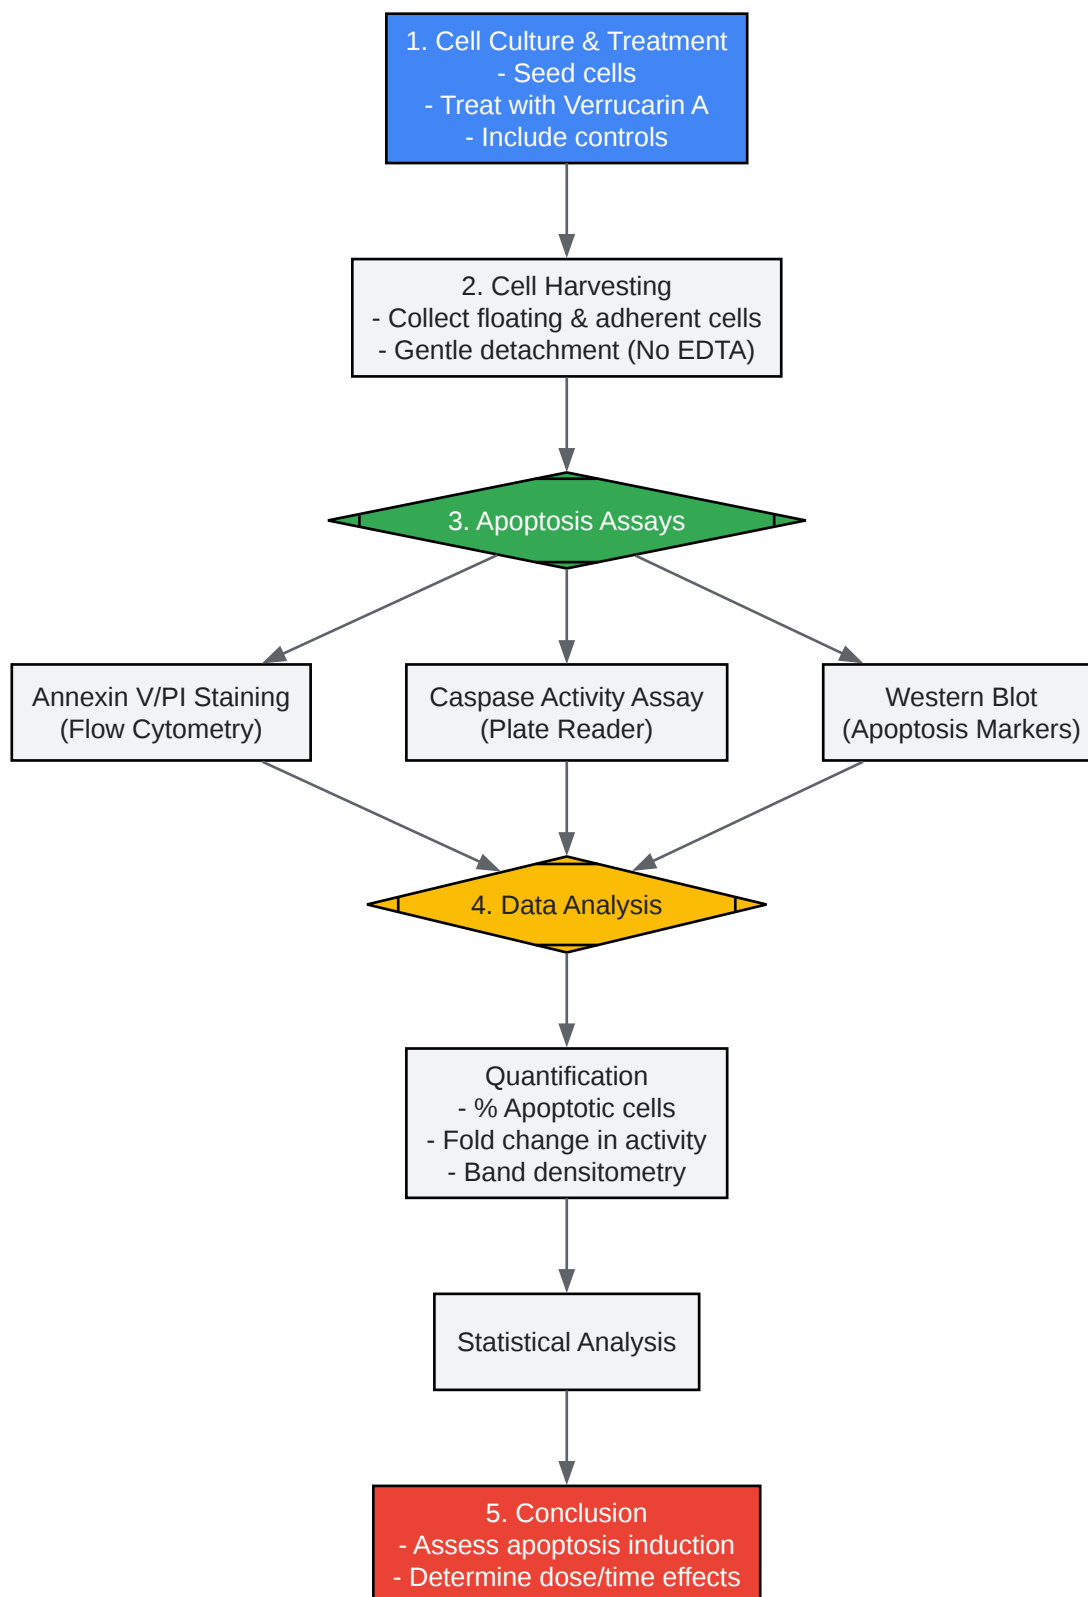 1. Cell Culture & Treatment
- Seed cells
- Treat with Verrucarin A
- Include controls
2. Cell Harvesting
- Collect floating & adherent cells
- Gentle detachment (No EDTA)
3. Apoptosis Assays
Annexin V/PI Staining
(Flow Cytometry)
Caspase Activity Assay
(Plate Reader)
Western Blot
(Apoptosis Markers)
4. Data Analysis
Quantification
- % Apoptotic cells
- Fold change in activity
- Band densitometry
Statistical Analysis
5. Conclusion
- Assess apoptosis induction
- Determine dose/time effects